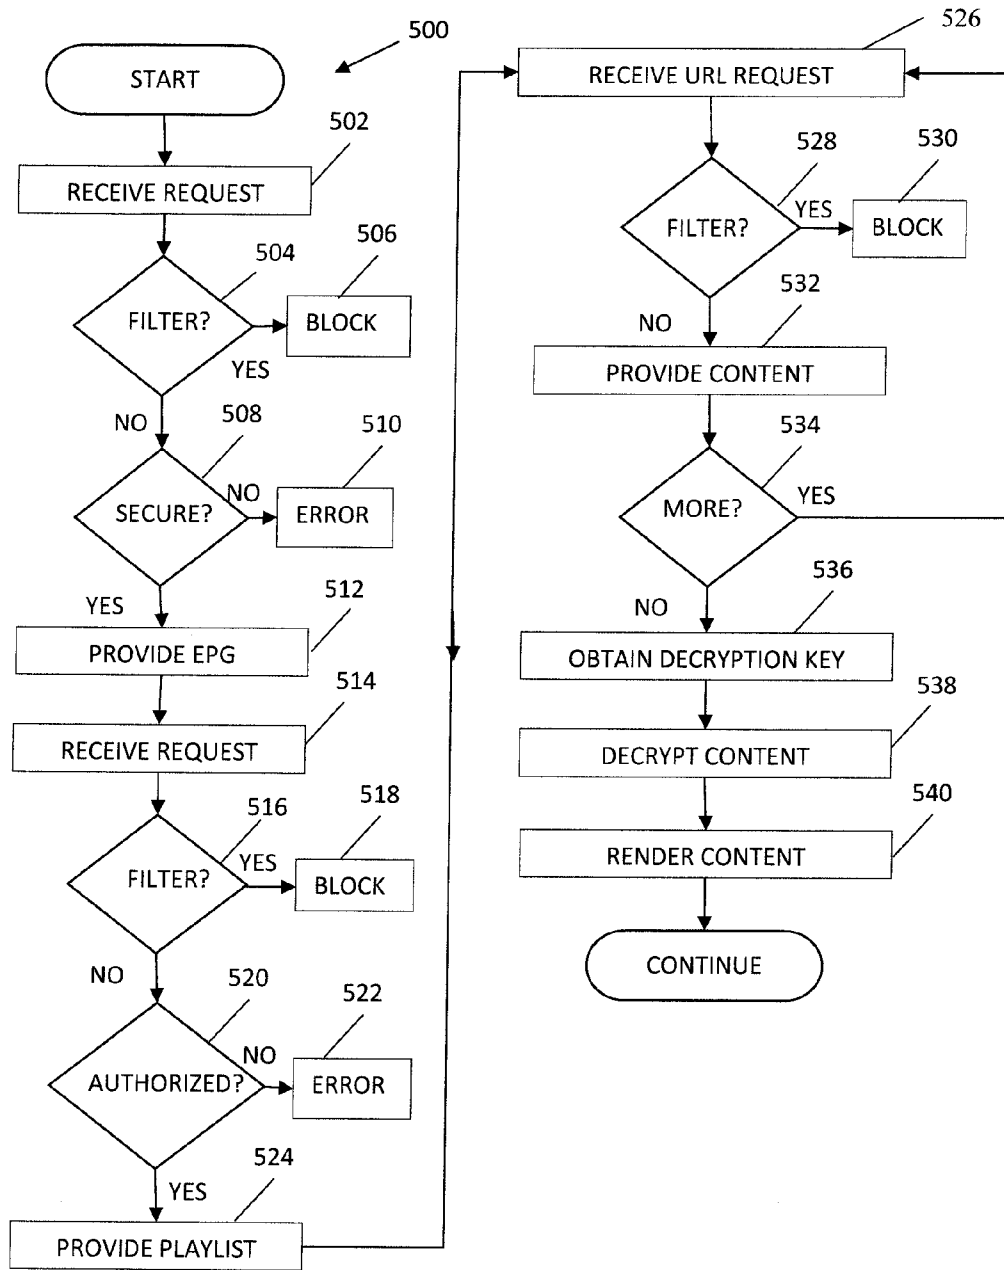 500
START
502
RECEIVE REQUEST
504
506
FILTER?
BLOCK
YES
NO
508
510
NO
SECURE?
ERROR
YES
512
PROVIDE EPG
514
RECEIVE REQUEST
516
518
YES
FILTER?
BLOCK
NO
520
522
NO
AUTHORIZED?
ERROR
YES
524
PROVIDE PLAYLIST
526
RECEIVE URL REQUEST
528
530
YES
FILTER?
BLOCK
532
NO
PROVIDE CONTENT
534
YES
MORE?
536
NO
OBTAIN DECRYPTION KEY
538
DECRYPT CONTENT
540
RENDER CONTENT
CONTINUE